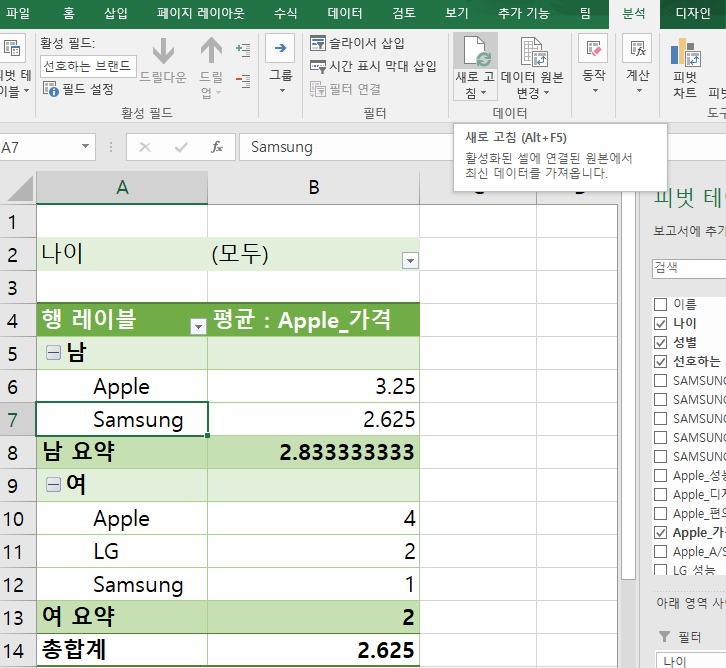 파일 홈 삽입 페이지 레이아웃 수식 데이터 검토 보기 추가 기능 팀 분석 디자인
활성 필드:
선호하는 브랜드
필드 설정
드릴다운
드릴
업
활성 필드
그룹
슬라이서 삽입
시간 표시 막대 삽입
필터 연결
필터
새로 고
침
데이터 원본
변경
데이터
동작
계산
피벗
차트
A7
fx
Samsung
새로 고침 (Alt+F5)
활성화된 셀에 연결된 원본에서
최신 데이터를 가져옵니다.
A B
1
2 나이 (모두)
3
4 행 레이블 평균 : Apple_가격
5 남
6 Apple 3.25
7 Samsung 2.625
8 남 요약 2.833333333
9 여
10 Apple 4
11 LG 2
12 Samsung 1
13 여 요약 2
14 총합계 2.625
피벗 테
보고서에 추가
검색
이름
나이
성별
선호하는
SAMSUNG
SAMSUNG
SAMSUNG
SAMSUNG
SAMSUNG
Apple_성능
Apple_디자
Apple_편의
Apple_가격
Apple_A/S
LG_성능
아래 영역 사이
필터
나이